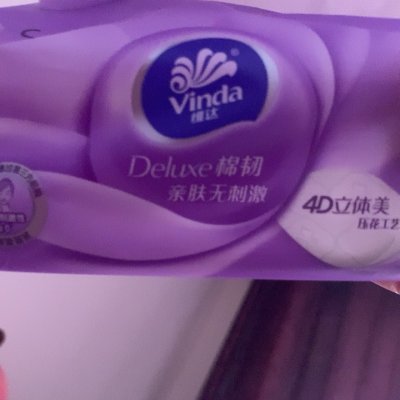 Vinda
维达
Deluxe棉韧
亲肤无刺激
4D立体美
压花工艺